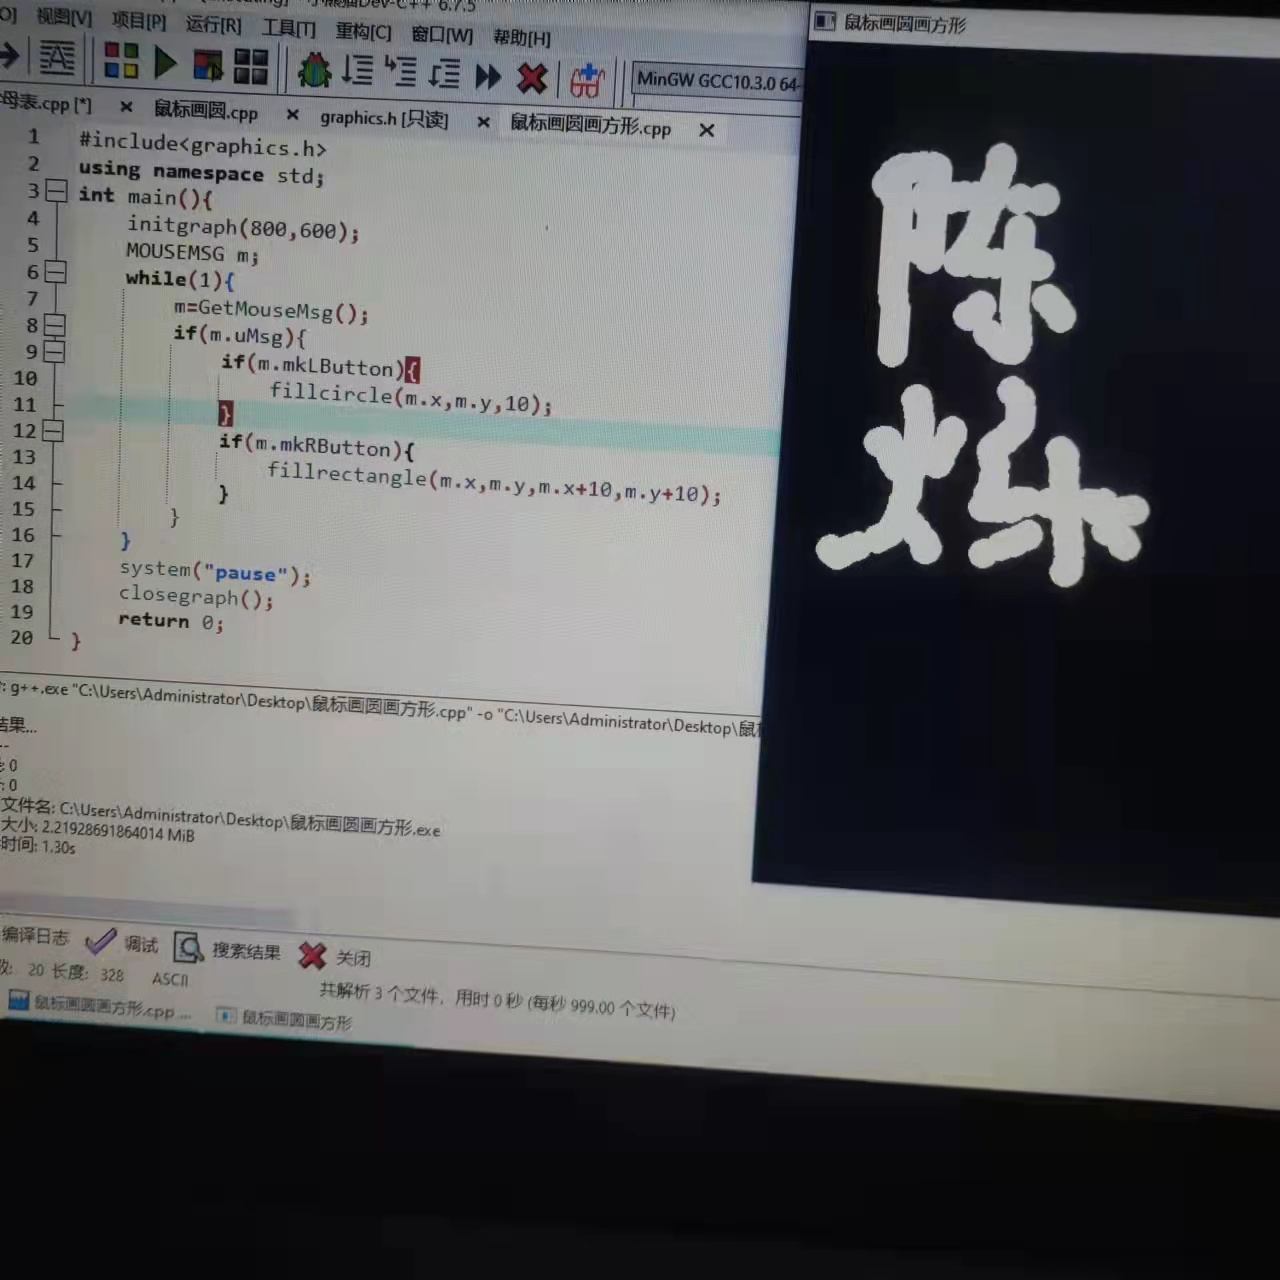 视图[V] 项目[P] 运行[R] 工具[T] 重构[C] 窗口[W] 帮助[H]
鼠标画圆画方形
MinGW GCC10.3.0 64-
母表.cpp [*] 鼠标画圆.cpp graphics.h [只读] 鼠标画圆画方形.cpp
1 #include<graphics.h>
2 using namespace std;
3 int main(){
4 initgraph(800,600);
5 MOUSEMSG m;
6 while(1){
7 m=GetMouseMsg();
8 if(m.uMsg){
9 if(m.mkLButton){
10 fillcircle(m.x,m.y,10);
11 }
12 if(m.mkRButton){
13 fillrectangle(m.x,m.y,m.x+10,m.y+10);
14 }
15 }
16 }
17 system("pause");
18 closegraph();
19 return 0;
20 }
陈
烁
: g++.exe "C:\Users\Administrator\Desktop\鼠标画圆画方形.cpp" -o "C:\Users\Administrator\Desktop\鼠
结果...
--
: 0
: 0
文件名: C:\Users\Administrator\Desktop\鼠标画圆画方形.exe
大小: 2.21928691864014 MiB
时间: 1.30s
编译日志 调试 搜索结果 关闭
数: 20 长度: 328 ASCII 共解析 3 个文件, 用时 0 秒 (每秒 999.00 个文件)
鼠标画圆画方形.cpp ... 鼠标画圆画方形